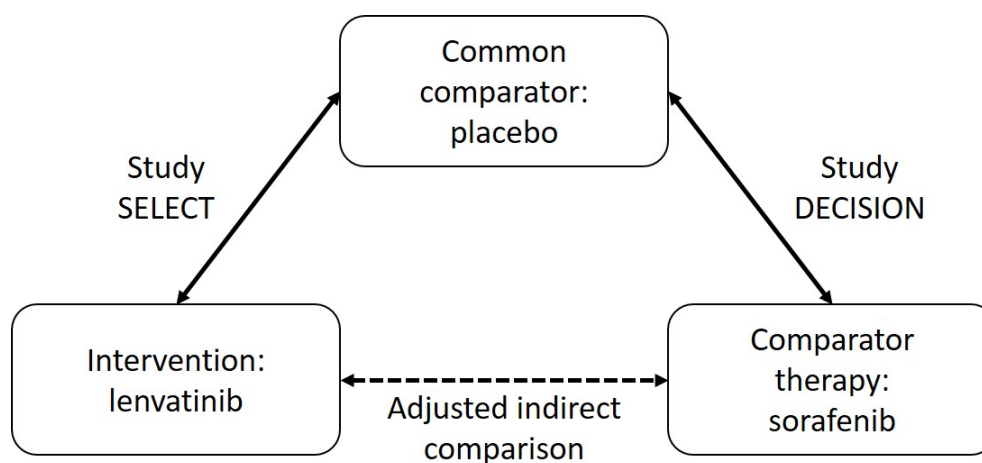 Common
comparator:
placebo
Study
SELECT
Study
DECISION
Intervention:
lenvatinib
Adjusted indirect
comparison
Comparator
therapy:
sorafenib